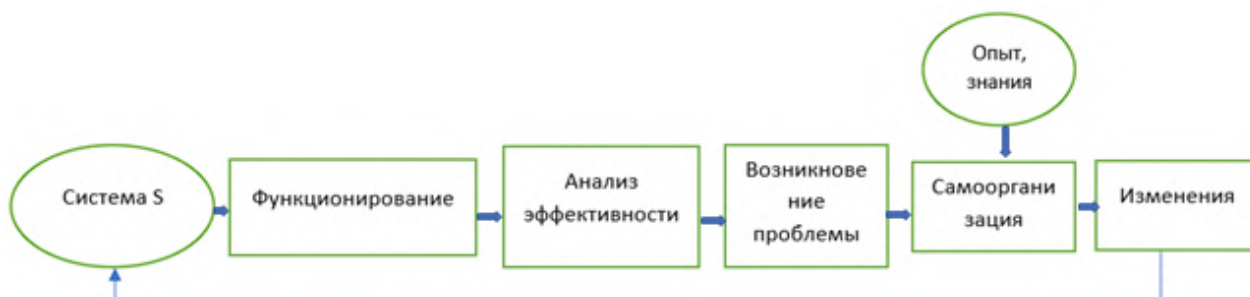 Опыт,
знания
Система S
Функционирование
Анализ
эффективности
Возникнове
ние
проблемы
Самооргани
зация
Изменения